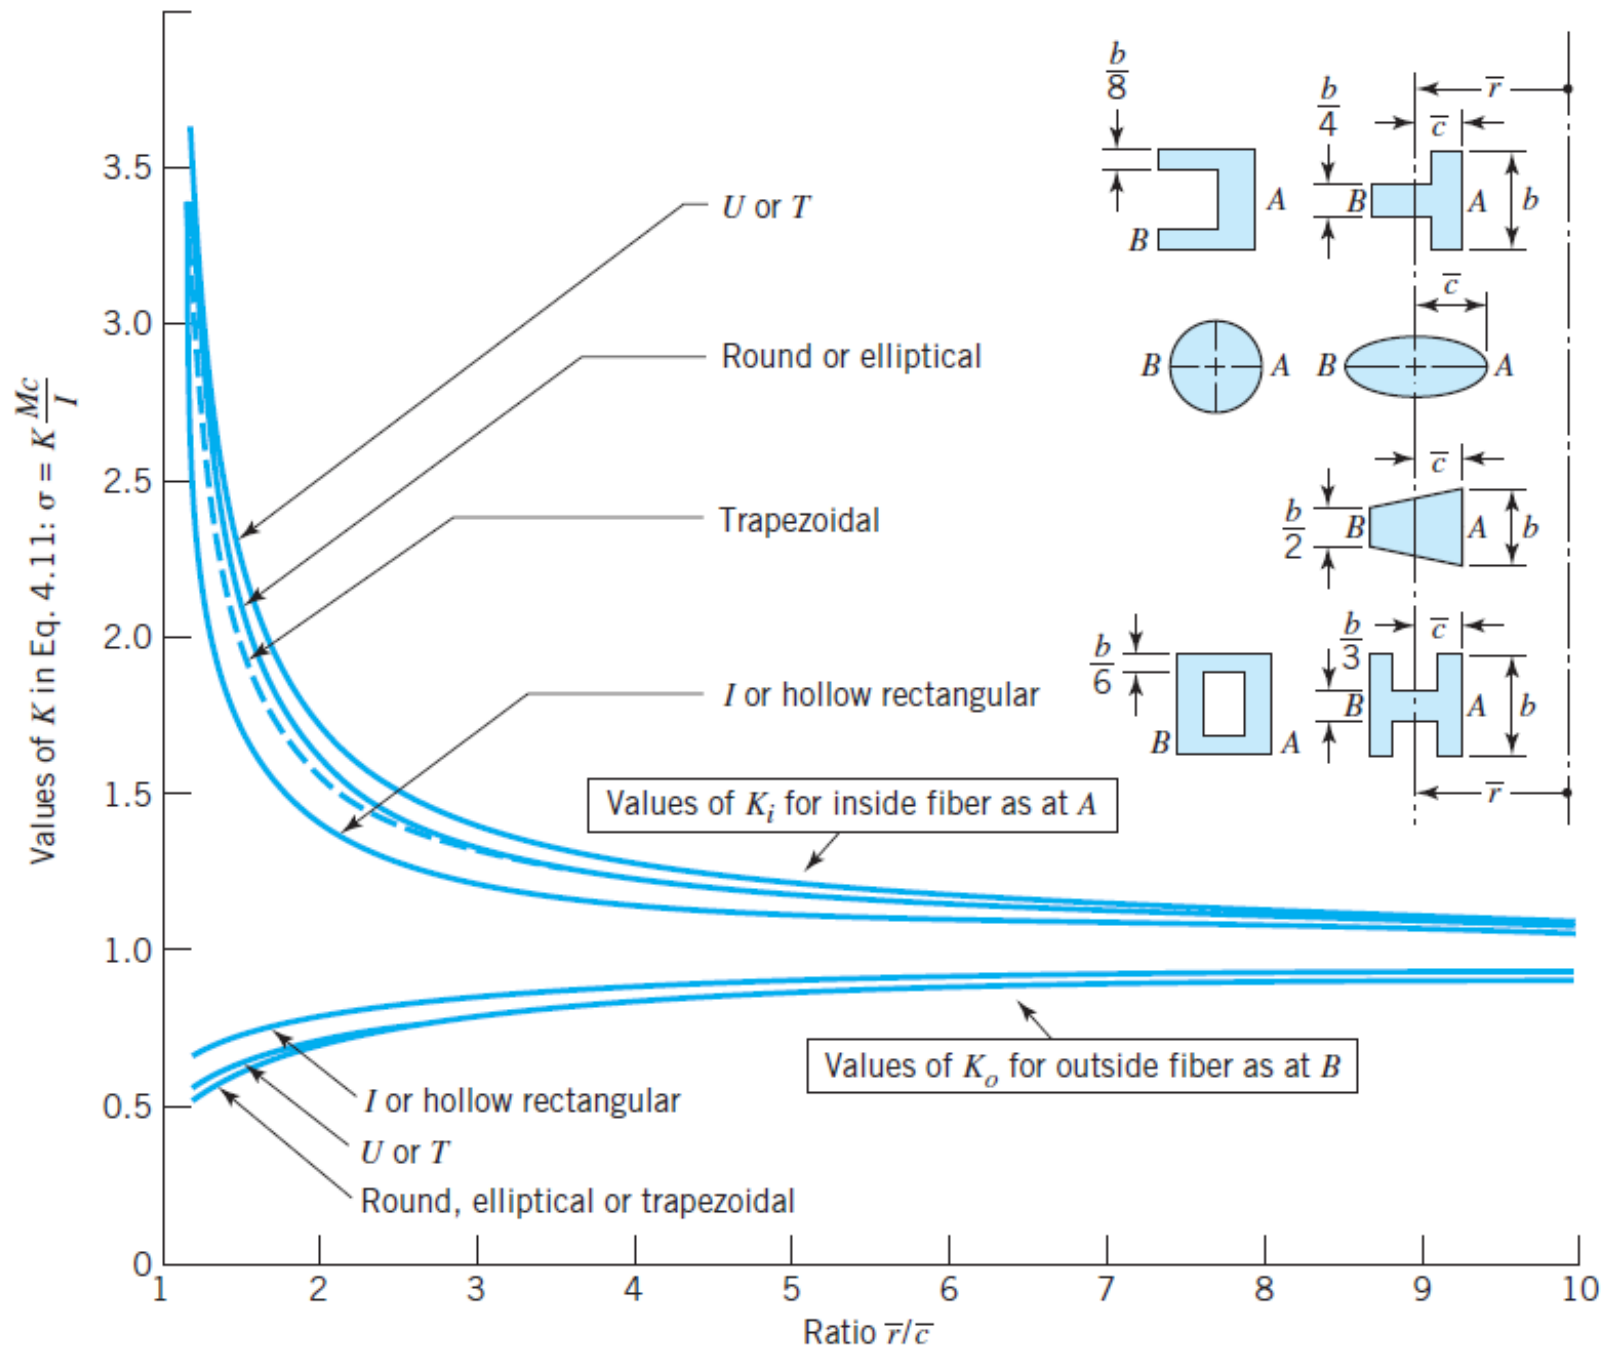 Values of K in Eq. 4.11: σ = K Mc/I
3.5
3.0
2.5
2.0
1.5
1.0
0.5
0
1 2 3 4 5 6 7 8 9 10
Ratio r̅/c̅
U or T
Round or elliptical
Trapezoidal
I or hollow rectangular
Values of Kᵢ for inside fiber as at A
Values of Kₒ for outside fiber as at B
I or hollow rectangular
U or T
Round, elliptical or trapezoidal
b/8
A
B
b/4
r̅
c̅
B
A
b
B
A
c̅
B
A
c̅
b/2
B
A
b
b/6
B
A
b/3
c̅
B
A
b
r̅